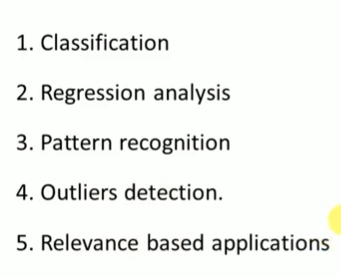 1. Classification
2. Regression analysis
3. Pattern recognition
4. Outliers detection.
5. Relevance based applications